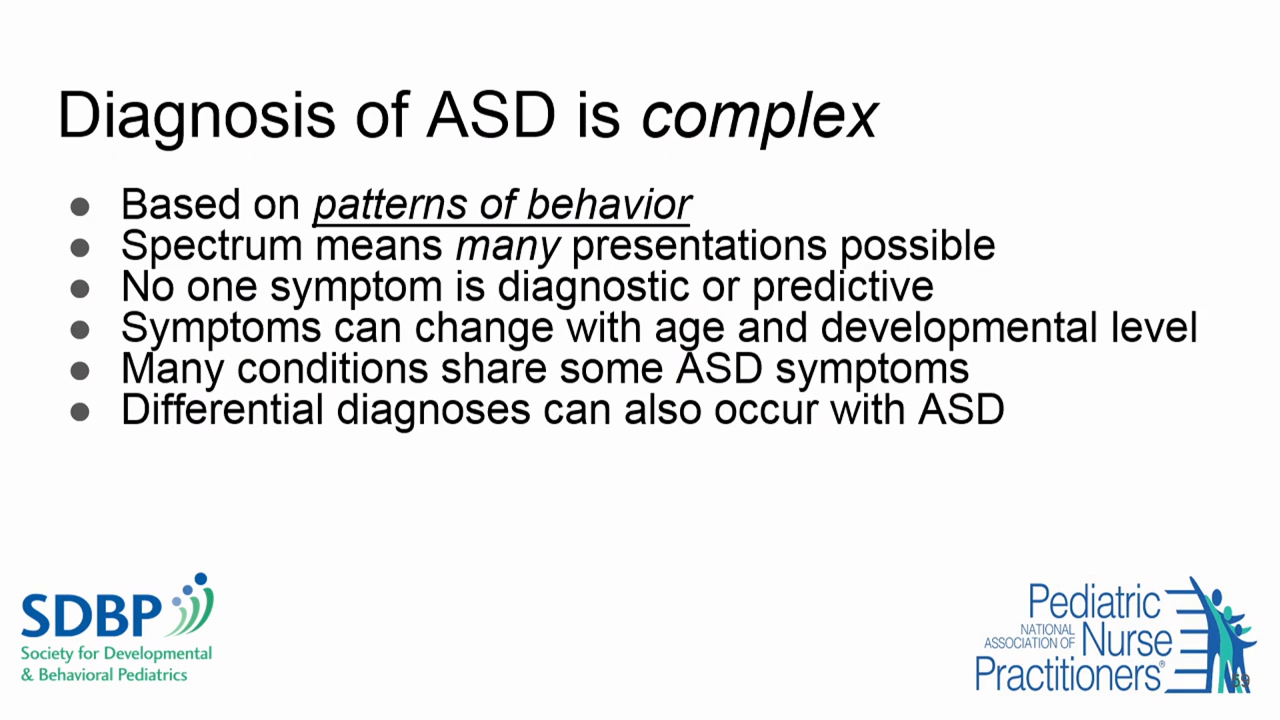 Diagnosis of ASD is complex
● Based on patterns of behavior
● Spectrum means many presentations possible
● No one symptom is diagnostic or predictive
● Symptoms can change with age and developmental level
● Many conditions share some ASD symptoms
● Differential diagnoses can also occur with ASD
SDBP
Society for Developmental
& Behavioral Pediatrics
Pediatric
NATIONAL
ASSOCIATION OF
Nurse
Practitioners®
59